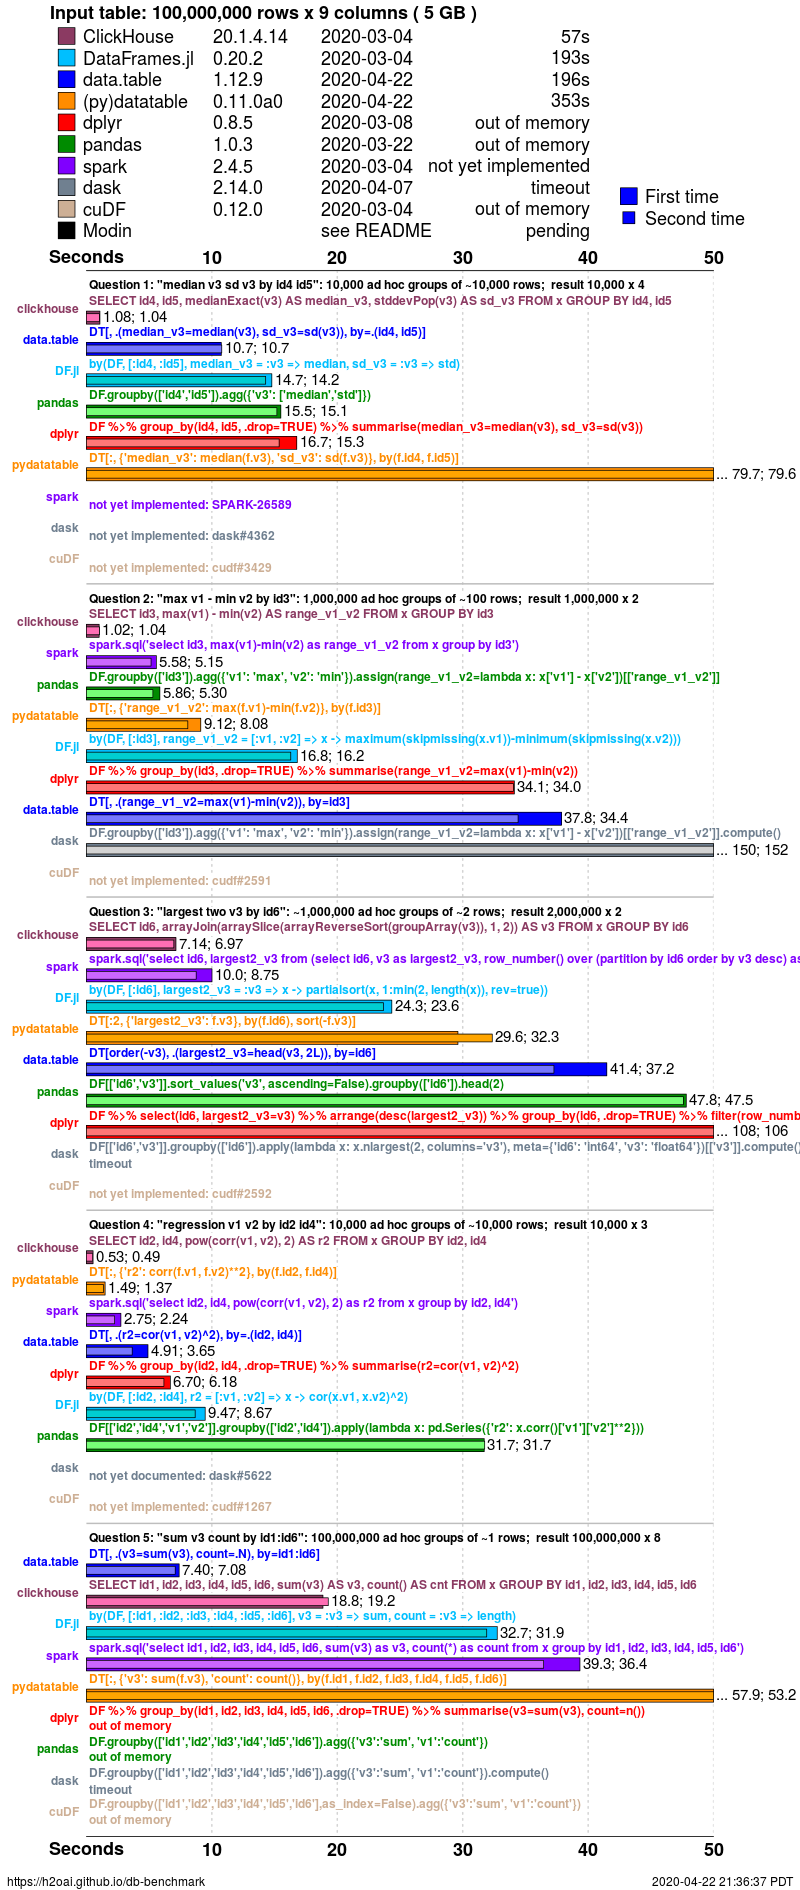 Input table: 100,000,000 rows x 9 columns ( 5 GB )
ClickHouse 20.1.4.14 2020-03-04 57s
DataFrames.jl 0.20.2 2020-03-04 193s
data.table 1.12.9 2020-04-22 196s
(py)datatable 0.11.0a0 2020-04-22 353s
dplyr 0.8.5 2020-03-08 out of memory
pandas 1.0.3 2020-03-22 out of memory
spark 2.4.5 2020-03-04 not yet implemented
dask 2.14.0 2020-04-07 timeout
cuDF 0.12.0 2020-03-04 out of memory
Modin see README pending
First time
Second time
Seconds 10 20 30 40 50
Question 1: "median v3 sd v3 by id4 id5": 10,000 ad hoc groups of ~10,000 rows; result 10,000 x 4
SELECT id4, id5, medianExact(v3) AS median_v3, stddevPop(v3) AS sd_v3 FROM x GROUP BY id4, id5
clickhouse 1.08; 1.04
DT[, .(median_v3=median(v3), sd_v3=sd(v3)), by=.(id4, id5)]
data.table 10.7; 10.7
by(DF, [:id4, :id5], median_v3 = :v3 => median, sd_v3 = :v3 => std)
DF.jl 14.7; 14.2
DF.groupby(['id4','id5']).agg({'v3': ['median','std']})
pandas 15.5; 15.1
DF %>% group_by(id4, id5, .drop=TRUE) %>% summarise(median_v3=median(v3), sd_v3=sd(v3))
dplyr 16.7; 15.3
DT[:, {'median_v3': median(f.v3), 'sd_v3': sd(f.v3)}, by(f.id4, f.id5)]
pydatatable ... 79.7; 79.6
spark not yet implemented: SPARK-26589
dask not yet implemented: dask#4362
cuDF not yet implemented: cudf#3429
Question 2: "max v1 - min v2 by id3": 1,000,000 ad hoc groups of ~100 rows; result 1,000,000 x 2
SELECT id3, max(v1) - min(v2) AS range_v1_v2 FROM x GROUP BY id3
clickhouse 1.02; 1.04
spark.sql('select id3, max(v1)-min(v2) as range_v1_v2 from x group by id3')
spark 5.58; 5.15
DF.groupby(['id3']).agg({'v1': 'max', 'v2': 'min'}).assign(range_v1_v2=lambda x: x['v1'] - x['v2'])[['range_v1_v2']]
pandas 5.86; 5.30
DT[:, {'range_v1_v2': max(f.v1)-min(f.v2)}, by(f.id3)]
pydatatable 9.12; 8.08
by(DF, [:id3], range_v1_v2 = [:v1, :v2] => x -> maximum(skipmissing(x.v1))-minimum(skipmissing(x.v2)))
DF.jl 16.8; 16.2
DF %>% group_by(id3, .drop=TRUE) %>% summarise(range_v1_v2=max(v1)-min(v2))
dplyr 34.1; 34.0
DT[, .(range_v1_v2=max(v1)-min(v2)), by=id3]
data.table 37.8; 34.4
DF.groupby(['id3']).agg({'v1': 'max', 'v2': 'min'}).assign(range_v1_v2=lambda x: x['v1'] - x['v2'])[['range_v1_v2']].compute()
dask ... 150; 152
cuDF not yet implemented: cudf#2591
Question 3: "largest two v3 by id6": ~1,000,000 ad hoc groups of ~2 rows; result 2,000,000 x 2
SELECT id6, arrayJoin(arraySlice(arrayReverseSort(groupArray(v3)), 1, 2)) AS v3 FROM x GROUP BY id6
clickhouse 7.14; 6.97
spark.sql('select id6, largest2_v3 from (select id6, v3 as largest2_v3, row_number() over (partition by id6 order by v3 desc) as
spark 10.0; 8.75
by(DF, [:id6], largest2_v3 = :v3 => x -> partialsort(x, 1:min(2, length(x)), rev=true))
DF.jl 24.3; 23.6
DT[:2, {'largest2_v3': f.v3}, by(f.id6), sort(-f.v3)]
pydatatable 29.6; 32.3
DT[order(-v3), .(largest2_v3=head(v3, 2L)), by=id6]
data.table 41.4; 37.2
DF[['id6','v3']].sort_values('v3', ascending=False).groupby(['id6']).head(2)
pandas 47.8; 47.5
DF %>% select(id6, largest2_v3=v3) %>% arrange(desc(largest2_v3)) %>% group_by(id6, .drop=TRUE) %>% filter(row_numb
dplyr ... 108; 106
DF[['id6','v3']].groupby(['id6']).apply(lambda x: x.nlargest(2, columns='v3'), meta={'id6': 'int64', 'v3': 'float64'})[['v3']].compute()
dask timeout
cuDF not yet implemented: cudf#2592
Question 4: "regression v1 v2 by id2 id4": 10,000 ad hoc groups of ~10,000 rows; result 10,000 x 3
SELECT id2, id4, pow(corr(v1, v2), 2) AS r2 FROM x GROUP BY id2, id4
clickhouse 0.53; 0.49
DT[:, {'r2': corr(f.v1, f.v2)**2}, by(f.id2, f.id4)]
pydatatable 1.49; 1.37
spark.sql('select id2, id4, pow(corr(v1, v2), 2) as r2 from x group by id2, id4')
spark 2.75; 2.24
DT[, .(r2=cor(v1, v2)^2), by=.(id2, id4)]
data.table 4.91; 3.65
DF %>% group_by(id2, id4, .drop=TRUE) %>% summarise(r2=cor(v1, v2)^2)
dplyr 6.70; 6.18
by(DF, [:id2, :id4], r2 = [:v1, :v2] => x -> cor(x.v1, x.v2)^2)
DF.jl 9.47; 8.67
DF[['id2','id4','v1','v2']].groupby(['id2','id4']).apply(lambda x: pd.Series({'r2': x.corr()['v1']['v2']**2}))
pandas 31.7; 31.7
dask not yet documented: dask#5622
cuDF not yet implemented: cudf#1267
Question 5: "sum v3 count by id1:id6": 100,000,000 ad hoc groups of ~1 rows; result 100,000,000 x 8
DT[, .(v3=sum(v3), count=.N), by=id1:id6]
data.table 7.40; 7.08
SELECT id1, id2, id3, id4, id5, id6, sum(v3) AS v3, count() AS cnt FROM x GROUP BY id1, id2, id3, id4, id5, id6
clickhouse 18.8; 19.2
by(DF, [:id1, :id2, :id3, :id4, :id5, :id6], v3 = :v3 => sum, count = :v3 => length)
DF.jl 32.7; 31.9
spark.sql('select id1, id2, id3, id4, id5, id6, sum(v3) as v3, count(*) as count from x group by id1, id2, id3, id4, id5, id6')
spark 39.3; 36.4
DT[:, {'v3': sum(f.v3), 'count': count()}, by(f.id1, f.id2, f.id3, f.id4, f.id5, f.id6)]
pydatatable ... 57.9; 53.2
DF %>% group_by(id1, id2, id3, id4, id5, id6, .drop=TRUE) %>% summarise(v3=sum(v3), count=n())
dplyr out of memory
DF.groupby(['id1','id2','id3','id4','id5','id6']).agg({'v3':'sum', 'v1':'count'})
pandas out of memory
DF.groupby(['id1','id2','id3','id4','id5','id6']).agg({'v3':'sum', 'v1':'count'}).compute()
dask timeout
DF.groupby(['id1','id2','id3','id4','id5','id6'],as_index=False).agg({'v3':'sum', 'v1':'count'})
cuDF out of memory
Seconds 10 20 30 40 50
https://h2oai.github.io/db-benchmark 2020-04-22 21:36:37 PDT